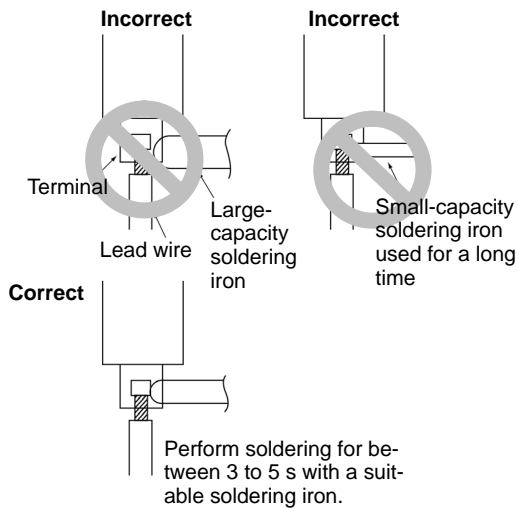 Incorrect
Incorrect
Terminal
Lead wire
Large-
capacity
soldering
iron
Small-capacity
soldering iron
used for a long
time
Correct
Perform soldering for be-
tween 3 to 5 s with a suit-
able soldering iron.